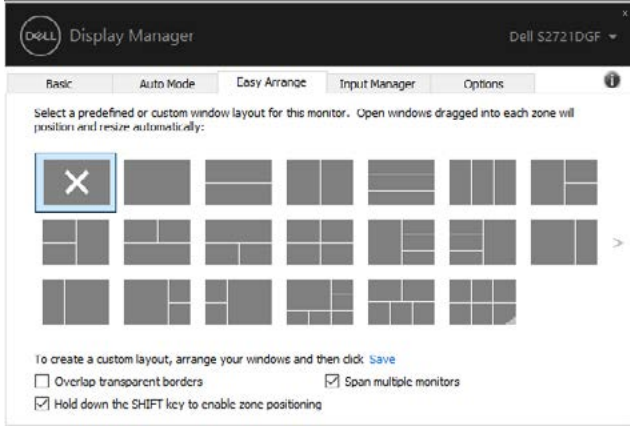 DELL Display Manager
Dell S2721DGF
Basic Auto Mode Easy Arrange Input Manager Options
Select a predefined or custom window layout for this monitor. Open windows dragged into each zone will
position and resize automatically:
To create a custom layout, arrange your windows and then click Save
Overlap transparent borders
Span multiple monitors
Hold down the SHIFT key to enable zone positioning